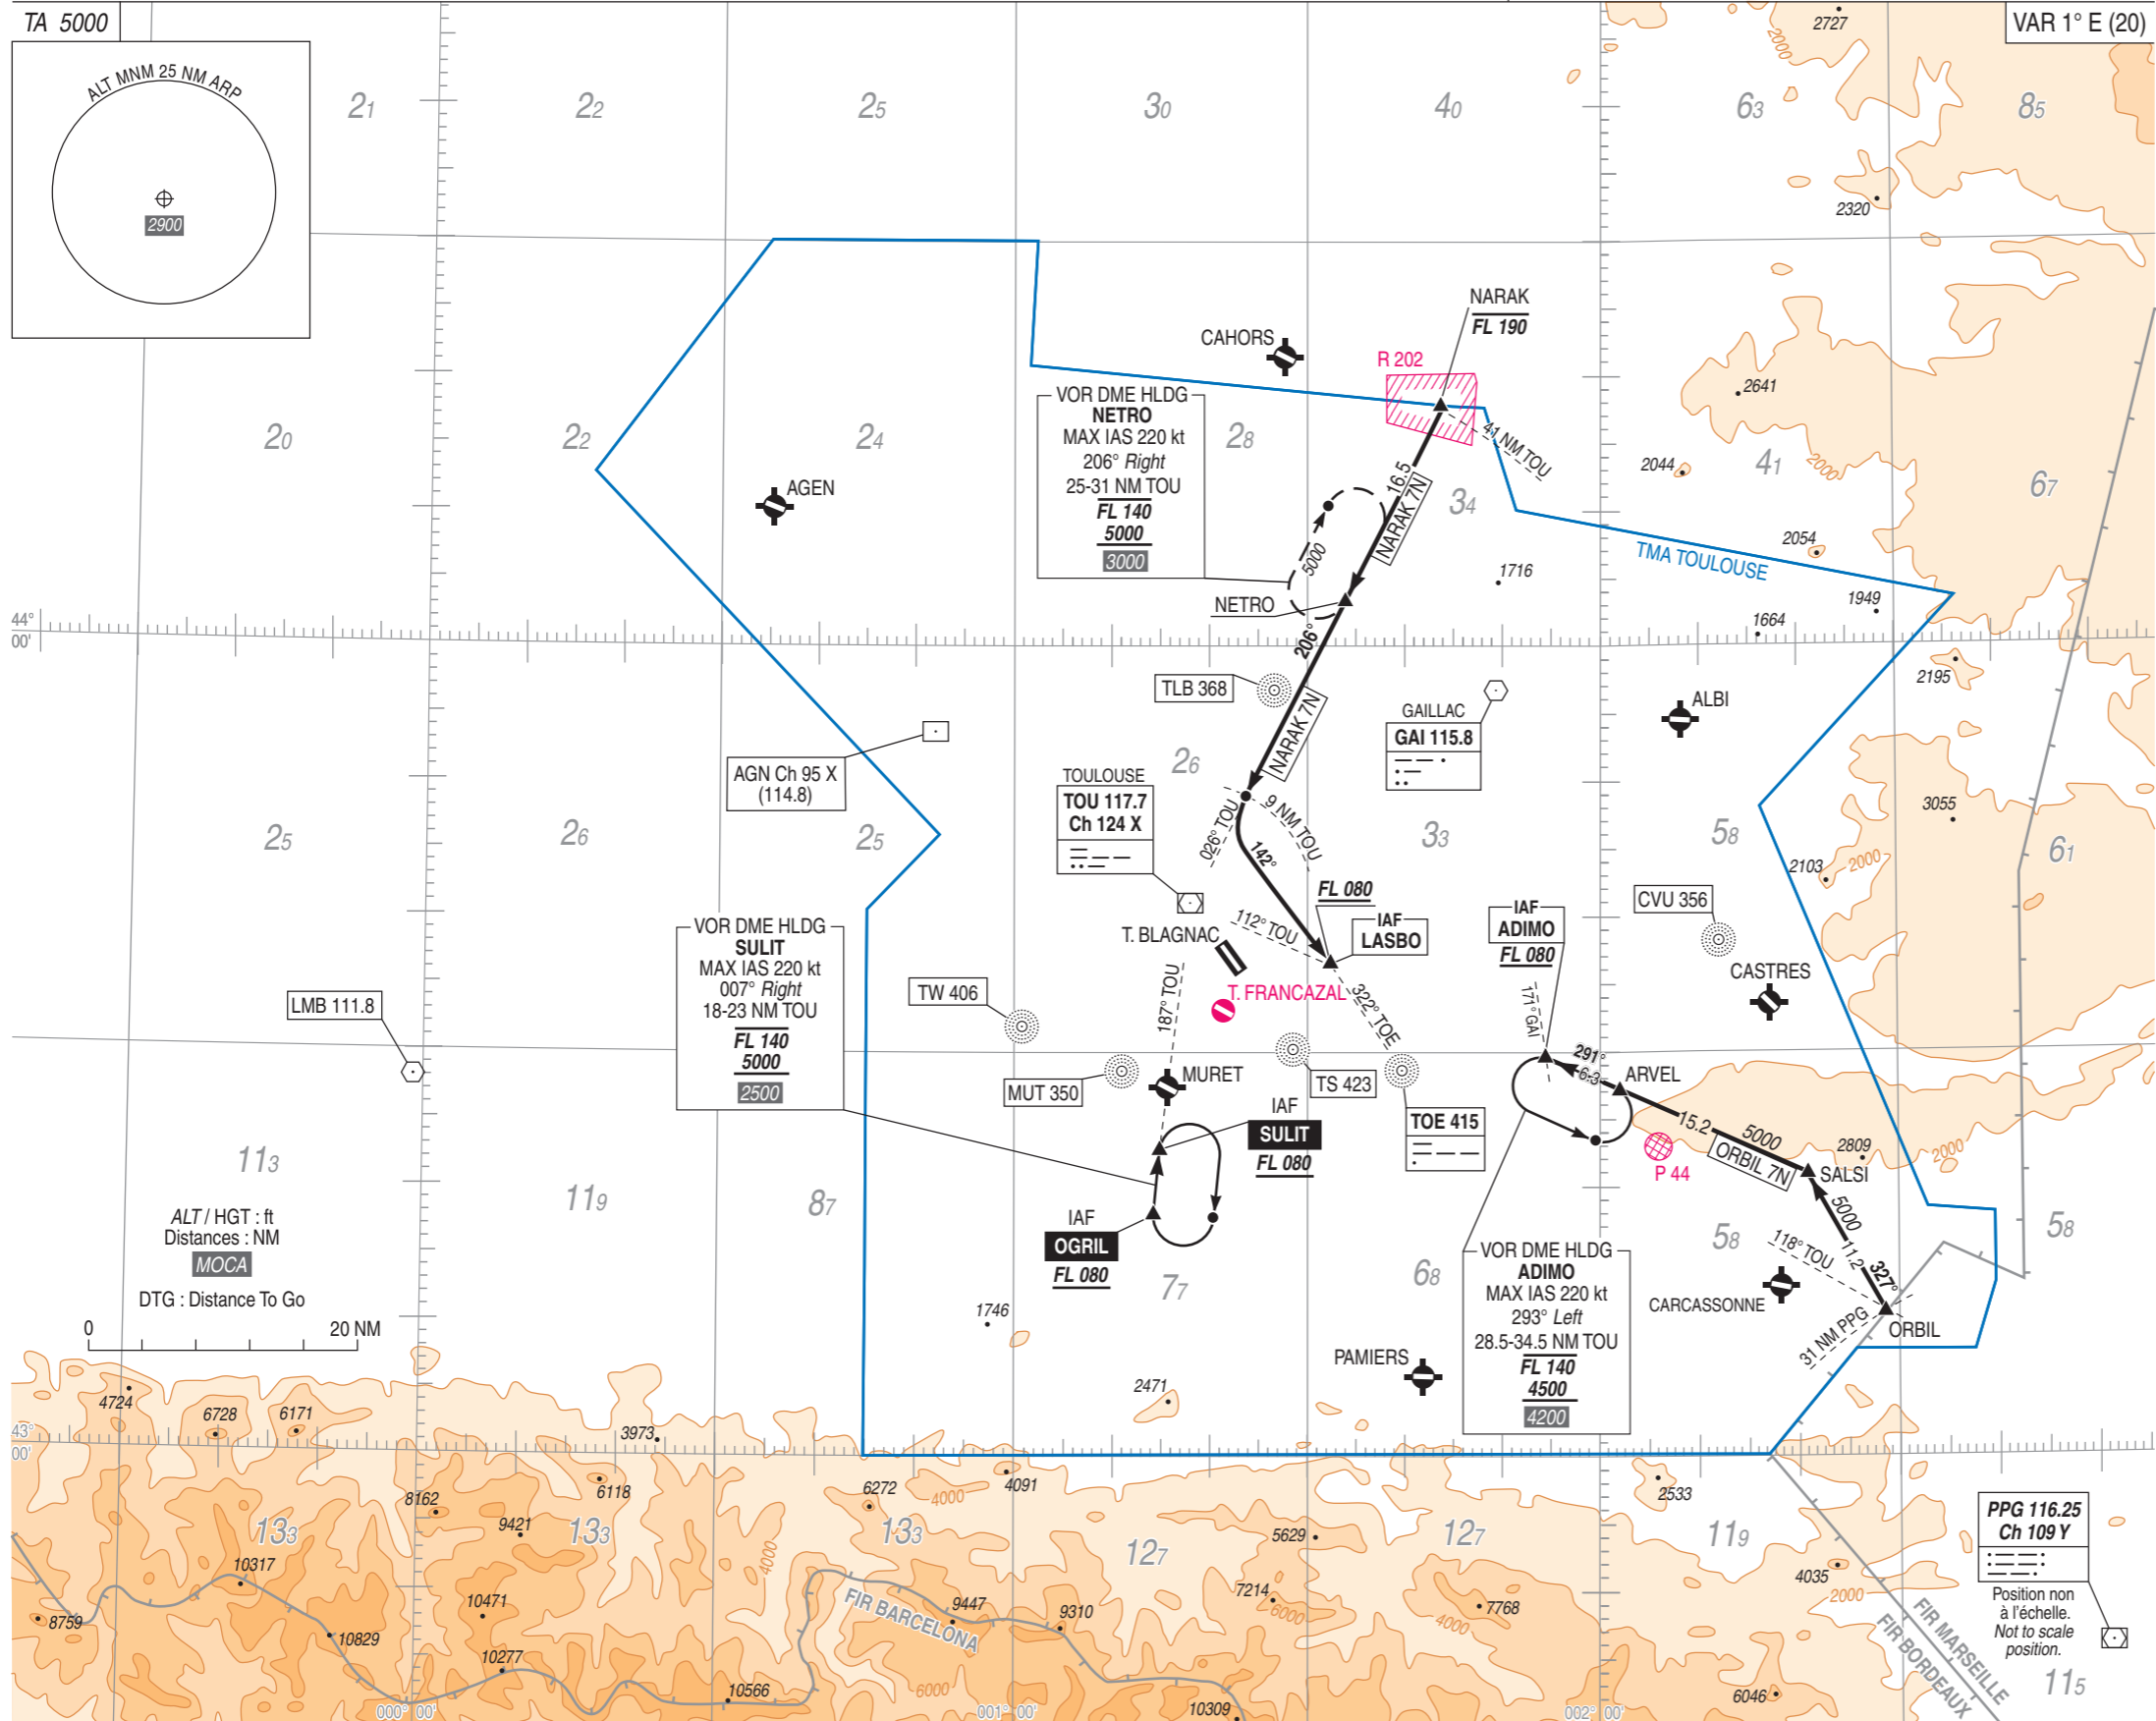 TA 5000
VAR 1° E (20)
ALT MNM 25 NM ARP
2900
21
22
25
30
40
63
85
2727
2000
2320
NARAK
FL 190
CAHORS
R 202
2641
VOR DME HLDG
NETRO
MAX IAS 220 kt
206° Right
25-31 NM TOU
FL 140
5000
3000
20
22
24
28
34
41
67
41 NM TOU
2044
2000
AGEN
16.5
NARAK 7N
5000
2054
TMA TOULOUSE
1716
NETRO
1949
1664
44°
00'
206°
2195
TLB 368
NARAK 7N
GAILLAC
GAI 115.8
ALBI
AGN Ch 95 X
(114.8)
TOULOUSE
TOU 117.7
Ch 124 X
26
25
26
25
33
58
61
3055
026° TOU
9 NM TOU
142°
2103
2000
FL 080
IAF
LASBO
112° TOU
T. BLAGNAC
IAF
ADIMO
FL 080
CVU 356
CASTRES
VOR DME HLDG
SULIT
MAX IAS 220 kt
007° Right
18-23 NM TOU
FL 140
5000
2500
TW 406
187° TOU
T. FRANCAZAL
322° TOE
171° GAI
LMB 111.8
MUT 350
MURET
TS 423
TOE 415
291°
6.3
ARVEL
15.2
5000
ORBIL 7N
2809
2000
P 44
SALSI
IAF
SULIT
FL 080
113
119
87
77
68
58
58
IAF
OGRIL
FL 080
ALT / HGT : ft
Distances : NM
MOCA
DTG : Distance To Go
0
20 NM
5000
11.2
327°
118° TOU
CARCASSONNE
31 NM PPG
ORBIL
VOR DME HLDG
ADIMO
MAX IAS 220 kt
293° Left
28.5-34.5 NM TOU
FL 140
4500
4200
1746
PAMIERS
2471
4724
6728
6171
3973
43°
00'
8162
6118
9421
6272
4000
4091
2533
133
133
133
127
127
119
115
5629
PPG 116.25
Ch 109 Y
Position non
à l'échelle.
Not to scale
position.
10317
4000
4035
2000
8759
10471
10829
10277
FIR BARCELONA
9447
9310
7214
6000
4000
7768
FIR MARSEILLE
FIR BORDEAUX
10566
6000
10309
6046
000° 00'
001° 00'
002° 00'